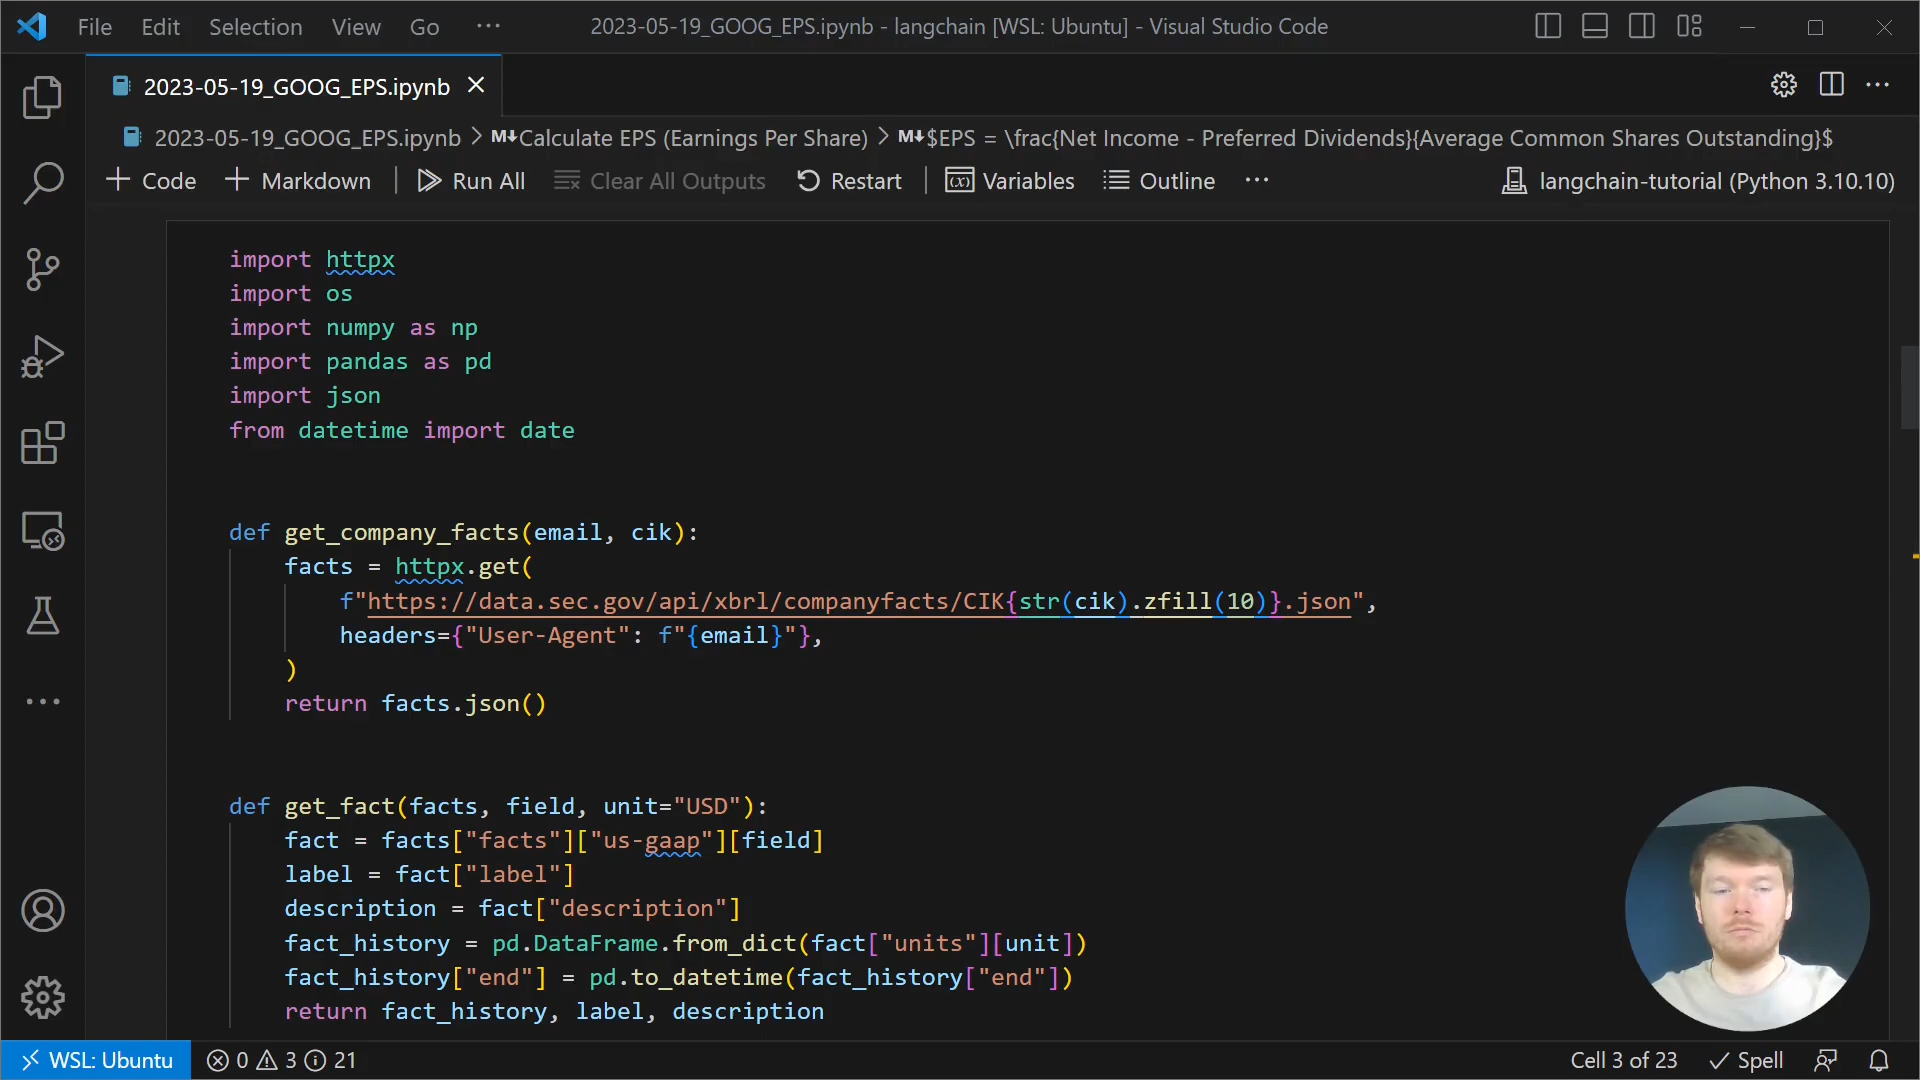 File Edit Selection View Go ··· 2023-05-19_GOOG_EPS.ipynb - langchain [WSL: Ubuntu] - Visual Studio Code
2023-05-19_GOOG_EPS.ipynb
2023-05-19_GOOG_EPS.ipynb > M↓Calculate EPS (Earnings Per Share) > M↓$EPS = \frac{Net Income - Preferred Dividends}{Average Common Shares Outstanding}$
+ Code + Markdown | Run All Clear All Outputs Restart | (x) Variables Outline ··· langchain-tutorial (Python 3.10.10)
import httpx
import os
import numpy as np
import pandas as pd
import json
from datetime import date
def get_company_facts(email, cik):
facts = httpx.get(
f"https://data.sec.gov/api/xbrl/companyfacts/CIK{str(cik).zfill(10)}.json",
headers={"User-Agent": f"{email}"},
)
return facts.json()
def get_fact(facts, field, unit="USD"):
fact = facts["facts"]["us-gaap"][field]
label = fact["label"]
description = fact["description"]
fact_history = pd.DataFrame.from_dict(fact["units"][unit])
fact_history["end"] = pd.to_datetime(fact_history["end"])
return fact_history, label, description
WSL: Ubuntu 0 3 21 Cell 3 of 23 Spell